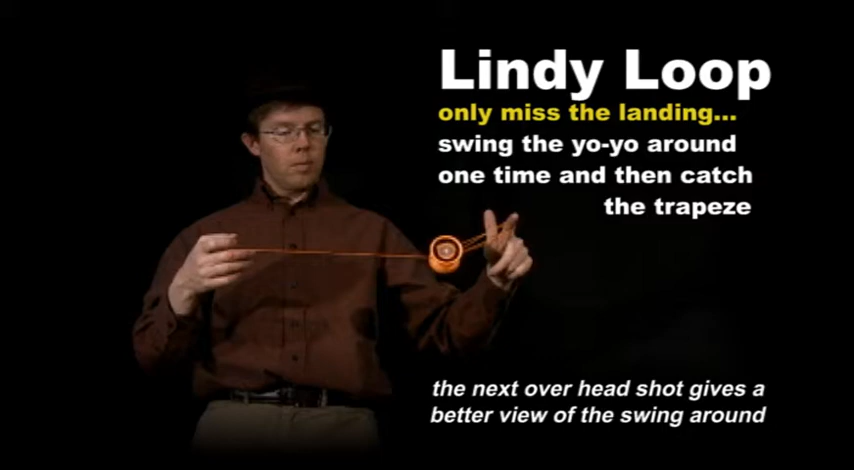 Lindy Loop
only miss the landing...
swing the yo-yo around
one time and then catch
the trapeze
the next over head shot gives a
better view of the swing around